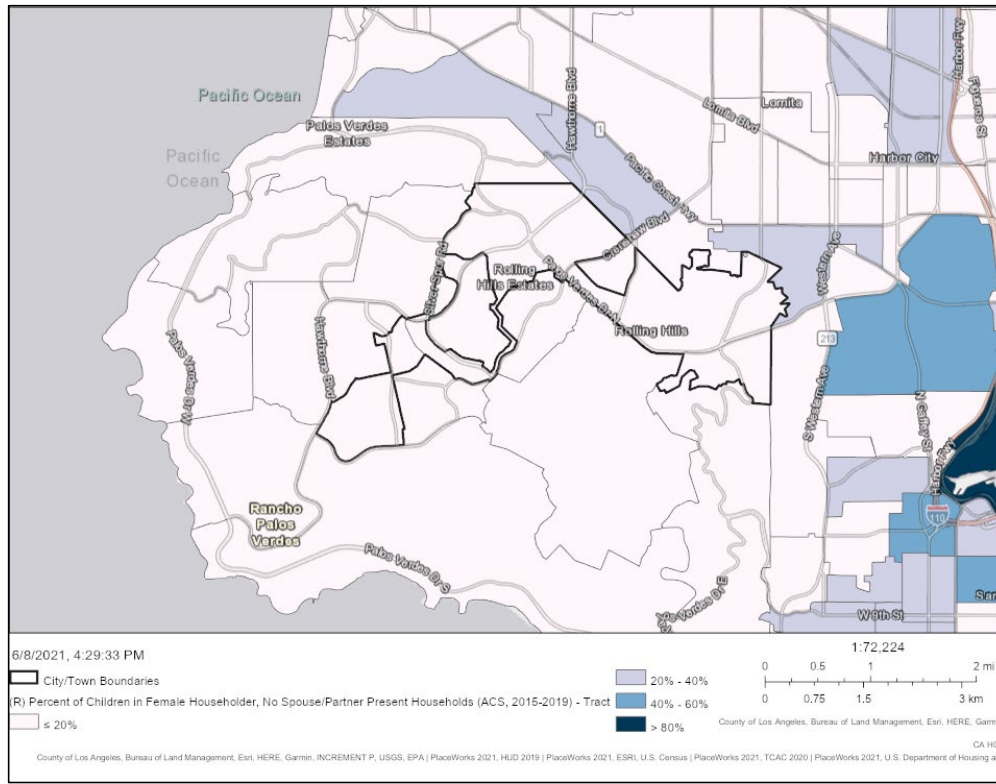 Pacific Ocean
Pacific
Ocean
Palos Verdes
Estates
Hawthorne Blvd
Lomita Blvd
Lomita
Harbor Fwy
Figueroa St
Harbor City
1
Pacific Coast Hwy
Crenshaw Blvd
Silver Spur Rd
Rolling
Hills Estates
Palos Verdes Dr N
Rolling Hills
Western Ave
213
Hawthorne Blvd
Palos Verdes Dr W
S Western Ave
N Gaffey St
Harbor Fwy
110
Rancho
Palos
Verdes
Palos Verdes Dr S
Palos Verdes Dr E
W 9th St
San
6/8/2021, 4:29:33 PM
City/Town Boundaries
(R) Percent of Children in Female Householder, No Spouse/Partner Present Households (ACS, 2015-2019) - Tract
≤ 20%
20% - 40%
40% - 60%
> 80%
1:72,224
0 0.5 1 2 mi
0 0.75 1.5 3 km
County of Los Angeles, Bureau of Land Management, Esri, HERE, Garm
CA HC
County of Los Angeles, Bureau of Land Management, Esri, HERE, Garmin, INCREMENT P, USGS, EPA | PlaceWorks 2021, HUD 2019 | PlaceWorks 2021, ESRI, U.S. Census | PlaceWorks 2021, TCAC 2020 | PlaceWorks 2021, U.S. Department of Housing a